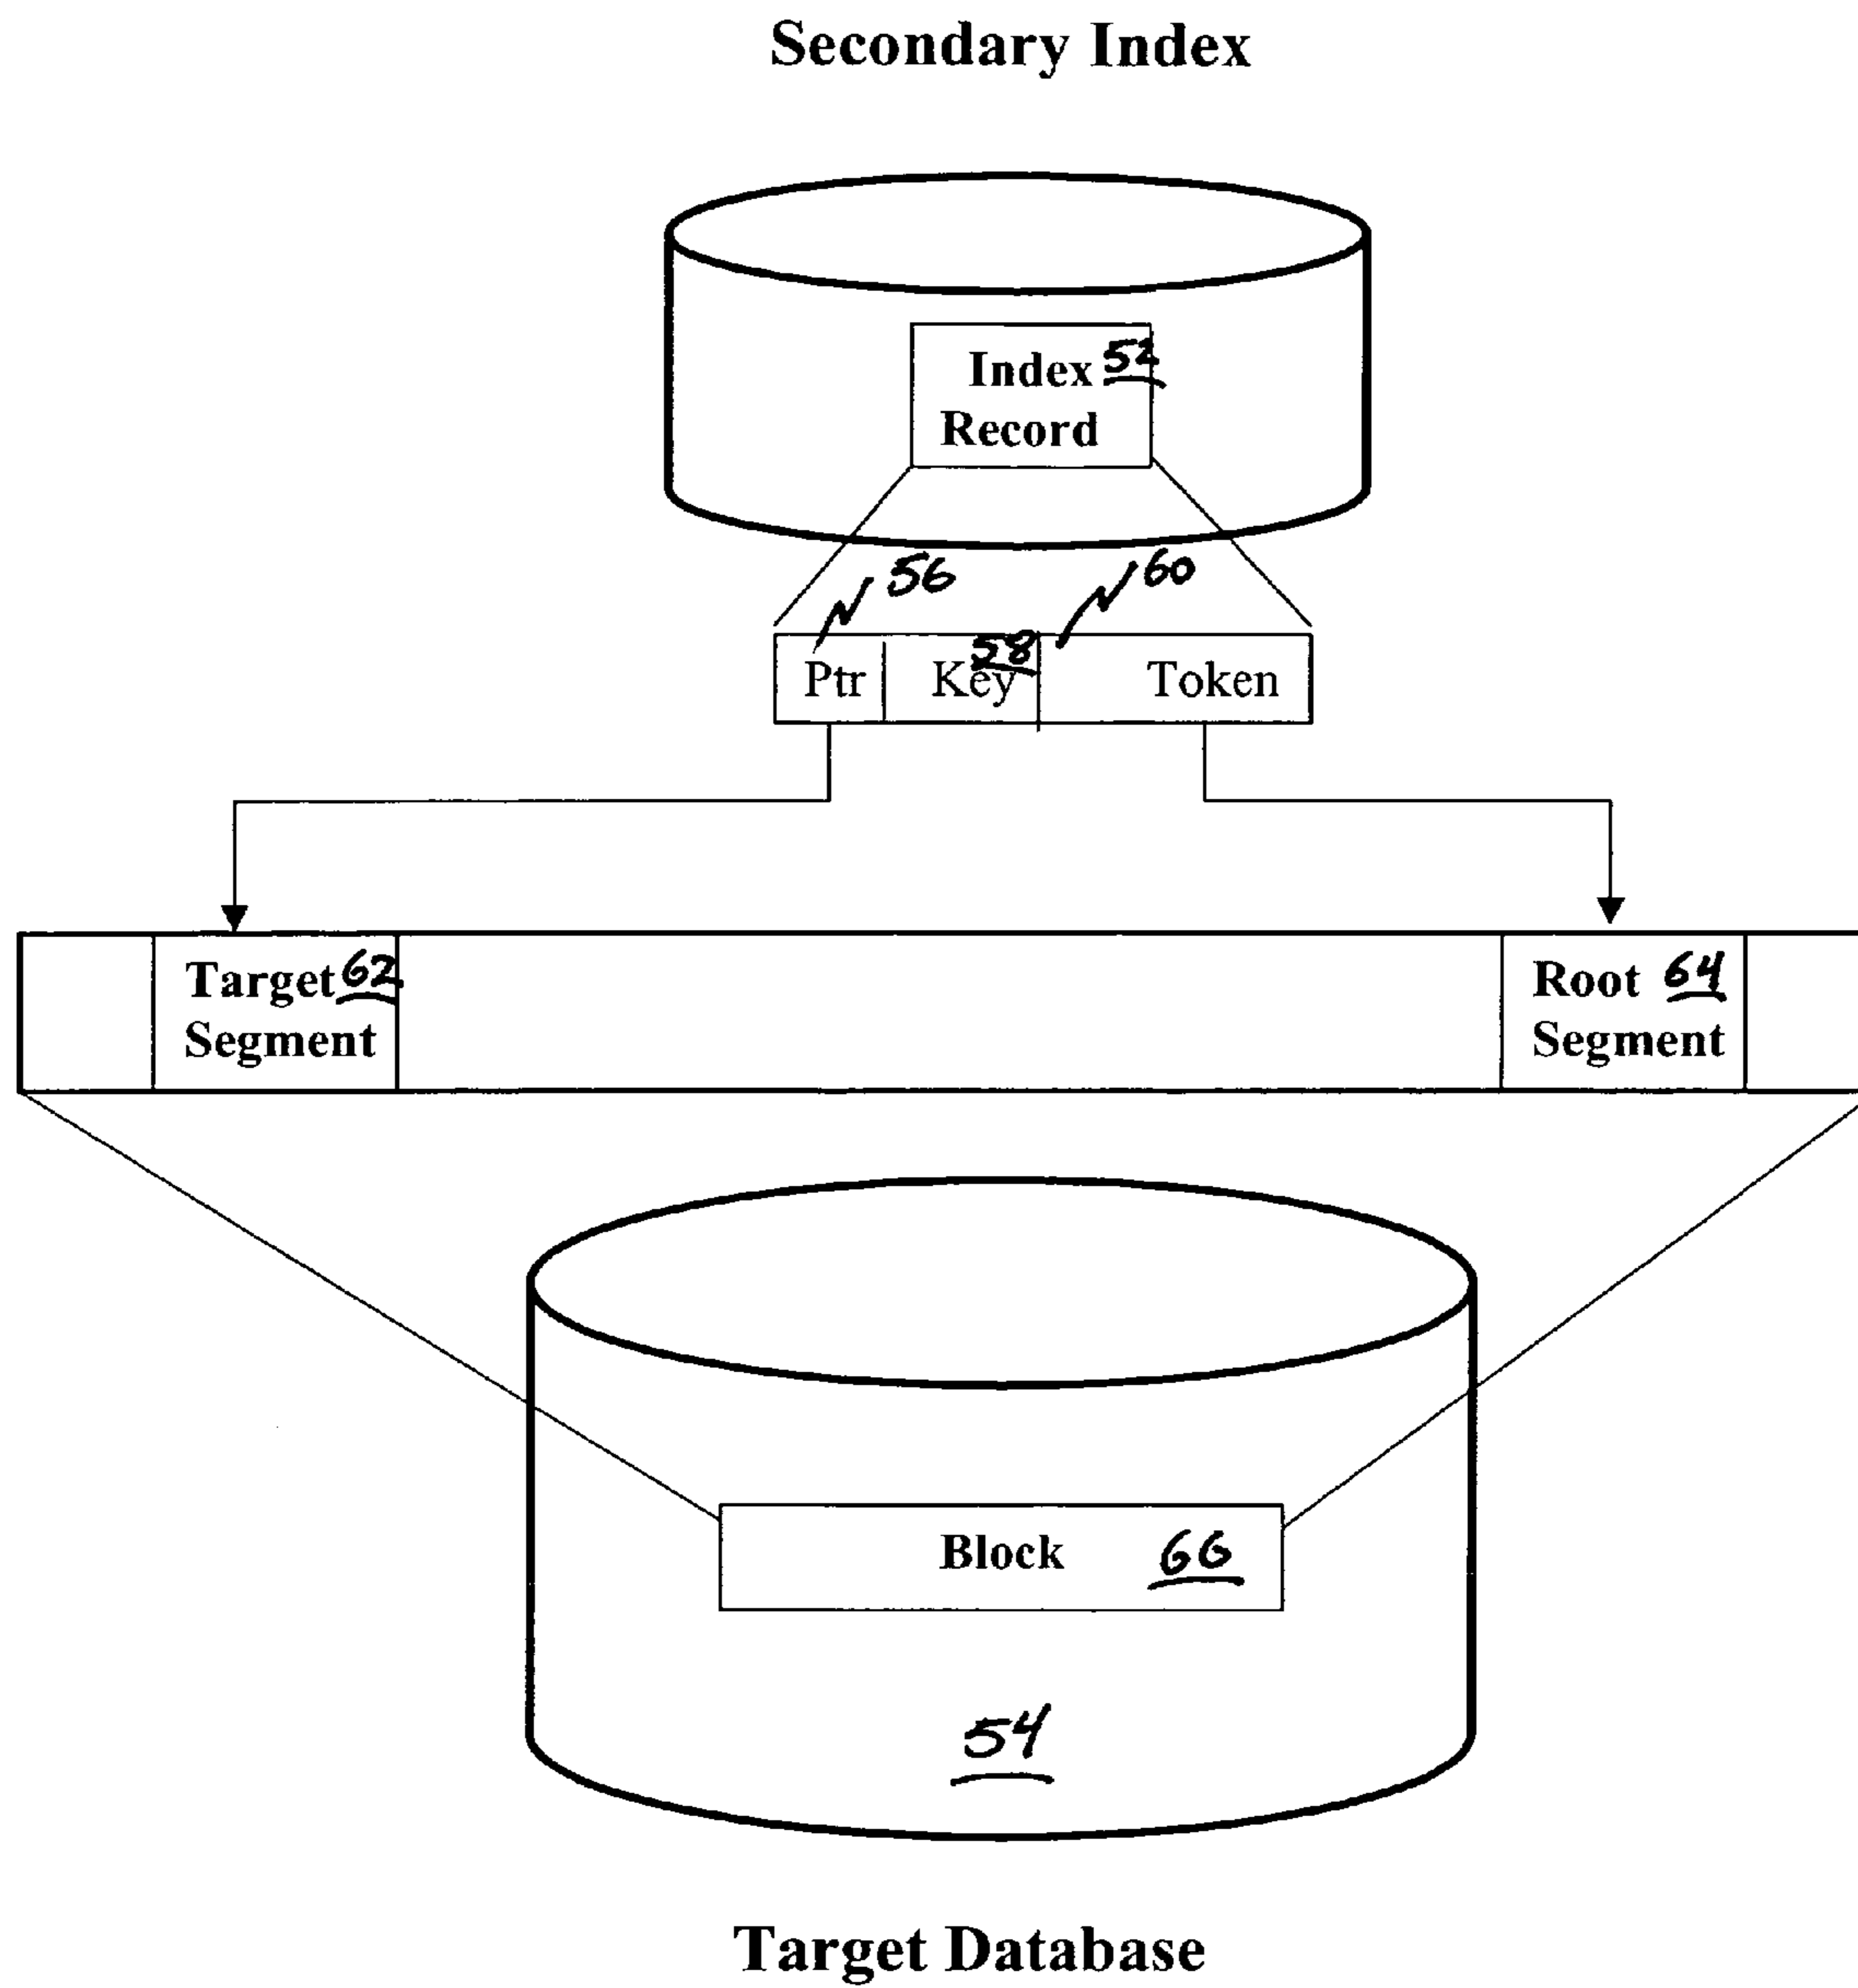 Secondary Index
Index 52
Record
56
60
58
Ptr
Key
Token
Target 62
Segment
Root 64
Segment
Block 66
54
Target Database